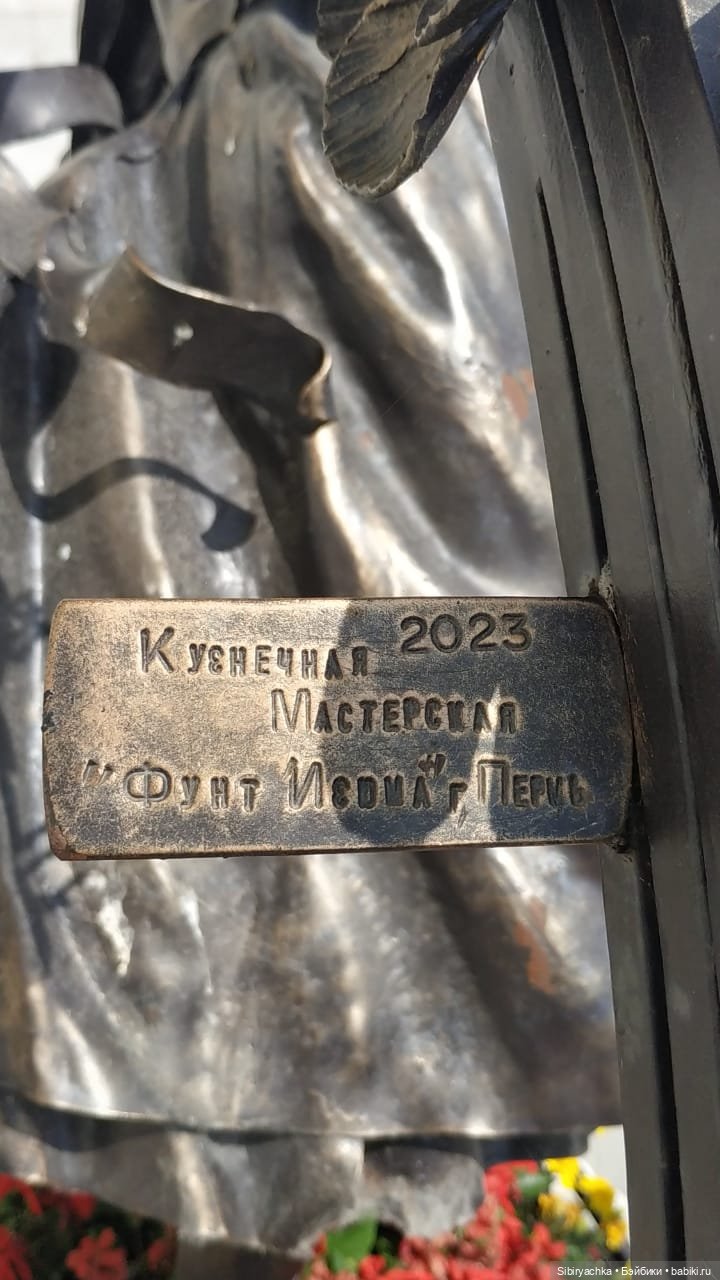 Кузнечная 2023
Мастерская
"Фунт Изюма" г. Пермь
Sibiryachka • Бэйбики • babiki.ru